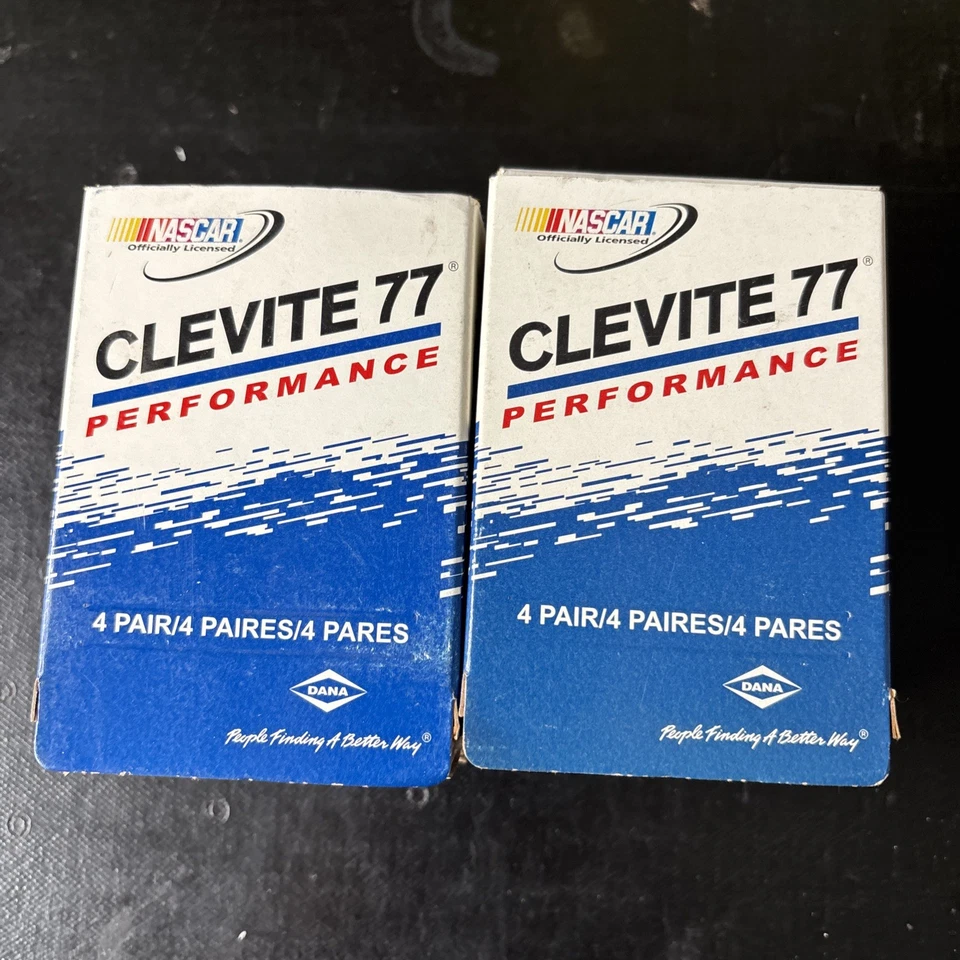 NASCAR
Officially Licensed
CLEVITE 77®
PERFORMANCE
4 PAIR/4 PAIRES/4 PARES
DANA
People Finding A Better Way®
NASCAR
Officially Licensed
CLEVITE 77®
PERFORMANCE
4 PAIR/4 PAIRES/4 PARES
DANA
People Finding A Better Way®